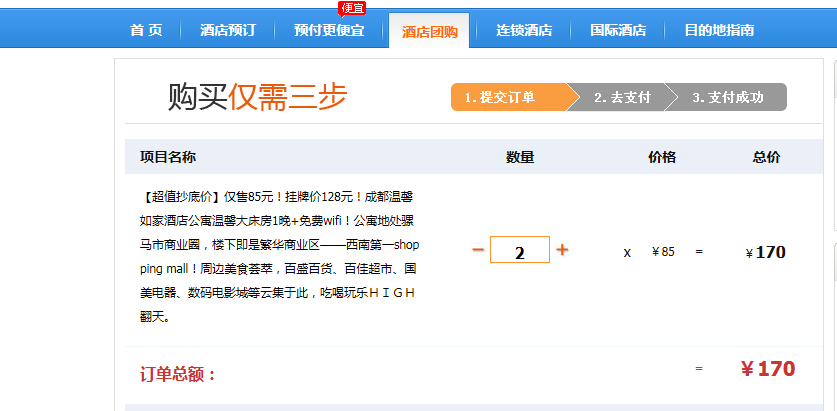 便宜
首 页 酒店预订 预付更便宜 酒店团购 连锁酒店 国际酒店 目的地指南
购买仅需三步 1. 提交订单 2. 去支付 3. 支付成功
项目名称 数量 价格 总价
【超值抄底价】仅售85元！挂牌价128元！成都温馨
如家酒店公寓温馨大床房1晚+免费wifi！公寓地处骡
马市商业圈，楼下即是繁华商业区——西南第一shop
ping mall！周边美食荟萃，百盛百货、百佳超市、国
美电器、数码电影城等云集于此，吃喝玩乐ＨＩＧＨ
翻天。
− 2 + x ￥85 = ￥170
订单总额： = ￥170